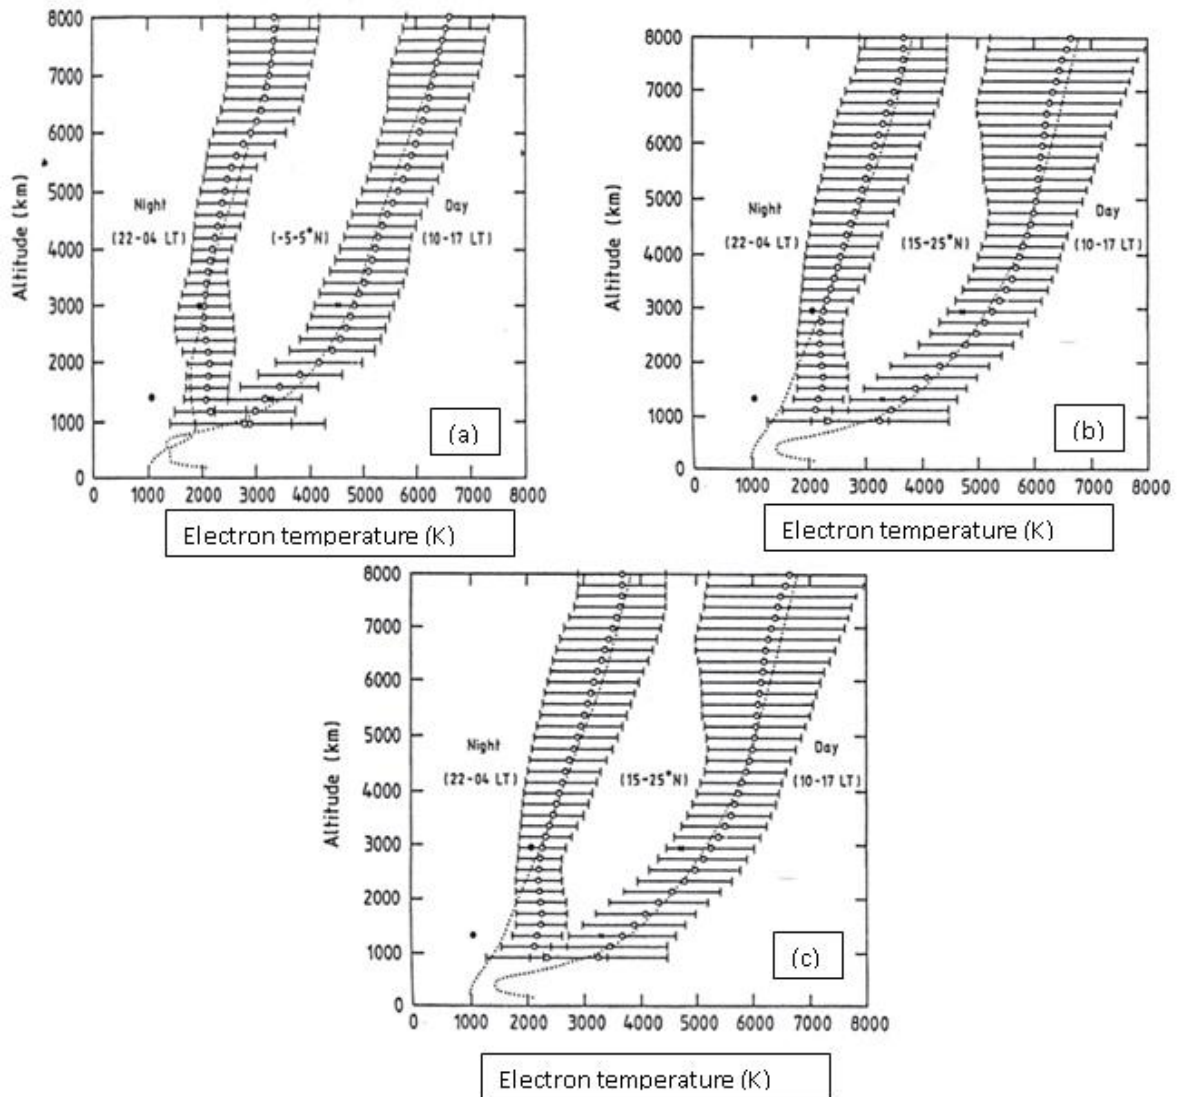 8000
7000
6000
5000
4000
3000
2000
1000
0
Altitude (km)
Night
(22-04 LT)
(-5-5°N)
Day
(10-17 LT)
(a)
0 1000 2000 3000 4000 5000 6000 7000 8000
Electron temperature (K)
8000
7000
6000
5000
4000
3000
2000
1000
0
Altitude (km)
Night
(22-04 LT)
(15-25°N)
Day
(10-17 LT)
(b)
0 1000 2000 3000 4000 5000 6000 7000 8000
Electron temperature (K)
8000
7000
6000
5000
4000
3000
2000
1000
0
Altitude (km)
Night
(22-04 LT)
(15-25°N)
Day
(10-17 LT)
(c)
0 1000 2000 3000 4000 5000 6000 7000 8000
Electron temperature (K)